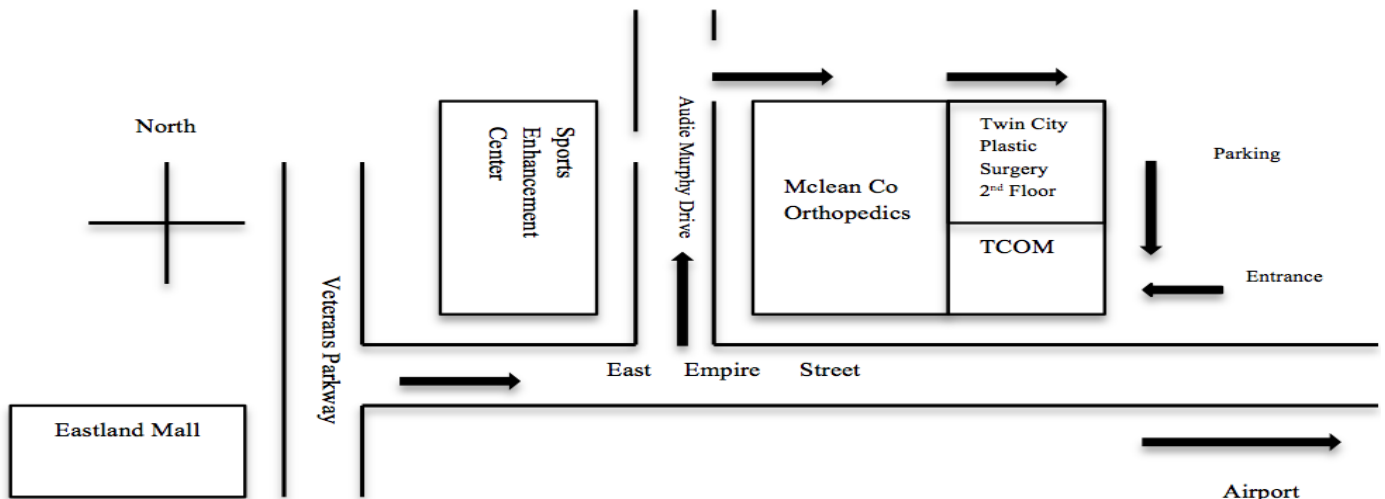 North
Sports
Enhancement
Center
Audie Murphy Drive
Twin City
Plastic
Surgery
2nd Floor
Parking
Mclean Co
Orthopedics
TCOM
Entrance
Veterans Parkway
East Empire Street
Eastland Mall
Airport